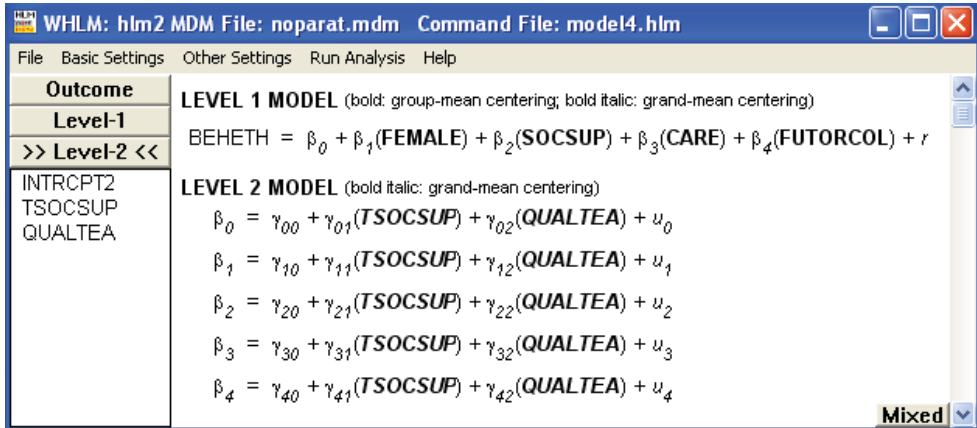 WHLM: hlm2 MDM File: noparat.mdm Command File: model4.hlm
File Basic Settings Other Settings Run Analysis Help
Outcome
Level-1
>> Level-2 <<
INTRCPT2
TSOCSUP
QUALTEA
LEVEL 1 MODEL (bold: group-mean centering; bold italic: grand-mean centering)
BEHETH = β₀ + β₁(FEMALE) + β₂(SOCSUP) + β₃(CARE) + β₄(FUTORCOL) + r
LEVEL 2 MODEL (bold italic: grand-mean centering)
β₀ = γ₀₀ + γ₀₁(TSOCSUP) + γ₀₂(QUALTEA) + u₀
β₁ = γ₁₀ + γ₁₁(TSOCSUP) + γ₁₂(QUALTEA) + u₁
β₂ = γ₂₀ + γ₂₁(TSOCSUP) + γ₂₂(QUALTEA) + u₂
β₃ = γ₃₀ + γ₃₁(TSOCSUP) + γ₃₂(QUALTEA) + u₃
β₄ = γ₄₀ + γ₄₁(TSOCSUP) + γ₄₂(QUALTEA) + u₄
Mixed